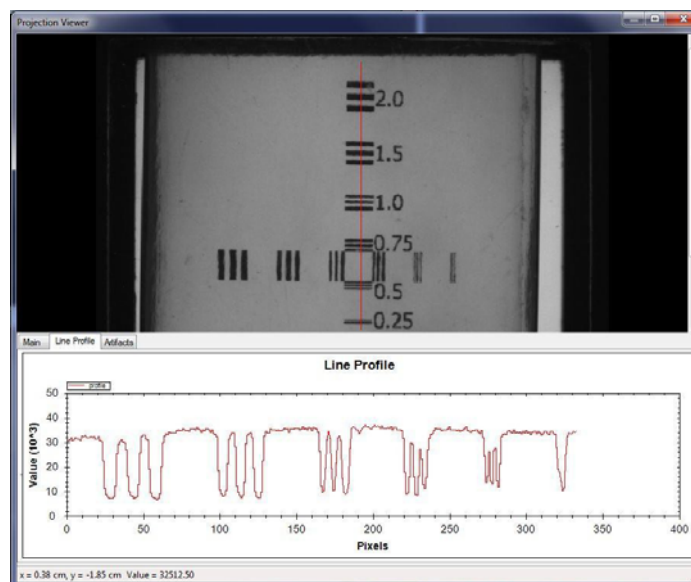 Projection Viewer
2.0
1.5
1.0
0.75
0.5
0.25
Main Line Profile Artifacts
Line Profile
profile
Value (10^3)
50
40
30
20
10
0
0 50 100 150 200 250 300 350 400
Pixels
x = 0.38 cm, y = -1.85 cm Value = 32512.50